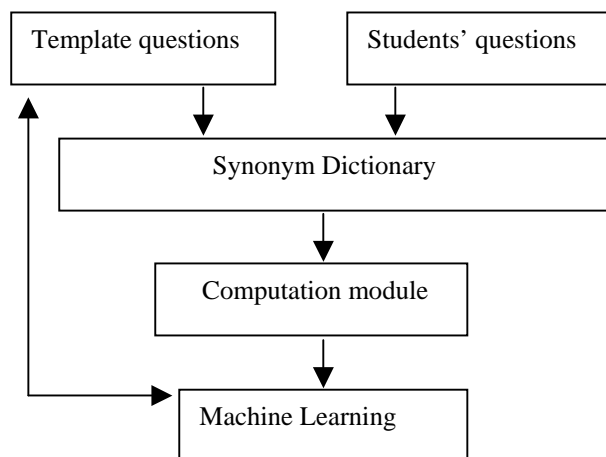 Template questions
Students’ questions
Synonym Dictionary
Computation module
Machine Learning